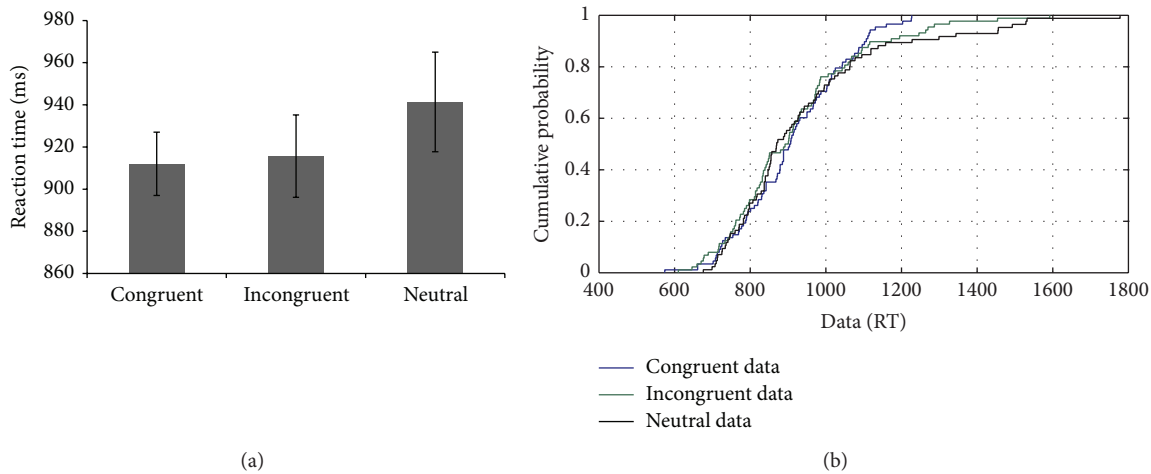 980
960
940
920
900
880
860
Reaction time (ms)
Congruent
Incongruent
Neutral
(a)
1
0.8
0.6
0.4
0.2
0
Cumulative probability
400
600
800
1000
1200
1400
1600
1800
Data (RT)
Congruent data
Incongruent data
Neutral data
(b)